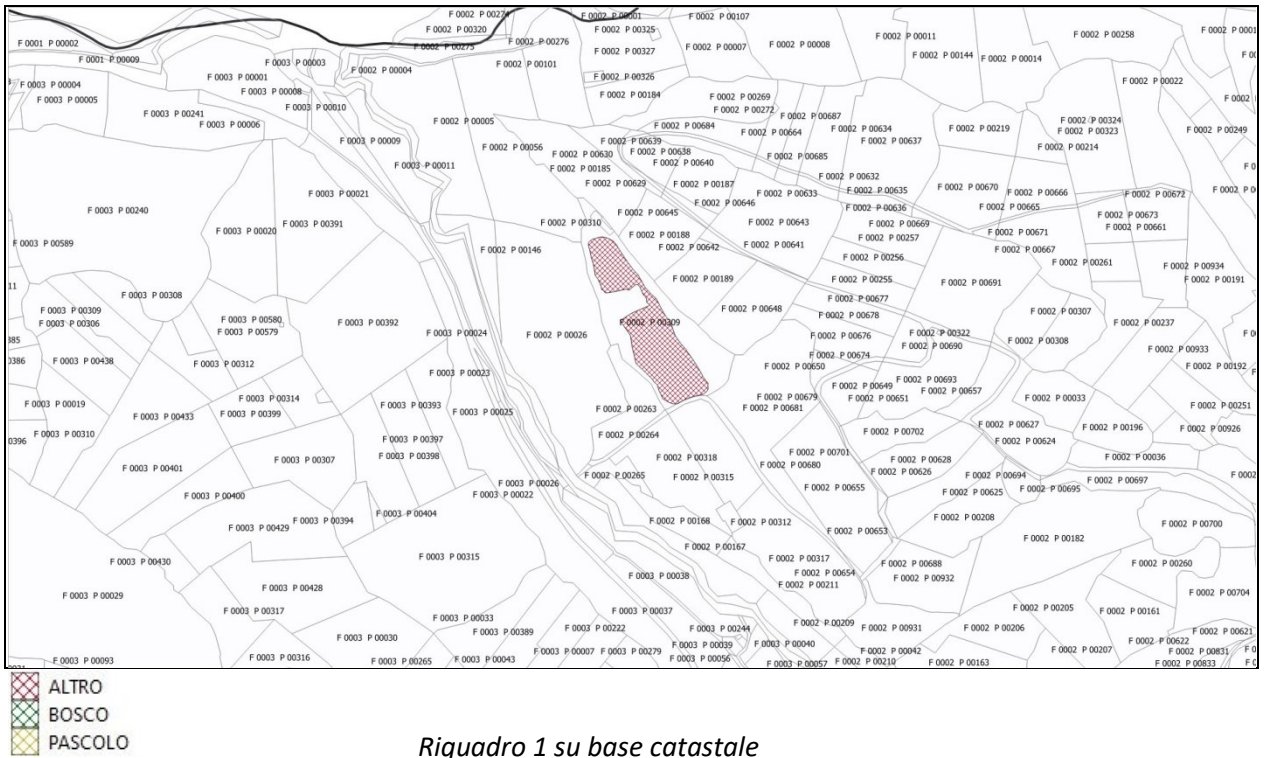 F 0002 P 00274
F 0002 P 00001
F 0002 P 00107
F 0002 P 00320
F 0002 P 00325
F 0002 P 00011
F 0002 P 00258
F 0001 P 00002
F 0002 P 00275
F 0002 P 00276
F 0002 P 00327
F 0002 P 00007
F 0002 P 00008
F 0001 P 00009
F 0003 P 00003
F 0002 P 00004
F 0002 P 00101
F 0002 P 00144
F 0002 P 00014
F 0003 P 00001
F 0002 P 00326
F 0002 P 00022
F 0003 P 00004
F 0003 P 00008
F 0002 P 00184
F 0002 P 00269
F 0003 P 00005
F 0003 P 00010
F 0002 P 00272
F 0003 P 00241
F 0003 P 00006
F 0002 P 00005
F 0002 P 00684
F 0002 P 00687
F 0002 P 00664
F 0002 P 00634
F 0002 P 00219
F 0002 P 00324
F 0002 P 00323
F 0002 P 00249
F 0003 P 00009
F 0002 P 00056
F 0002 P 00639
F 0002 P 00637
F 0002 P 00214
F 0003 P 00011
F 0002 P 00630
F 0002 P 00638
F 0002 P 00640
F 0002 P 00685
F 0002 P 00185
F 0002 P 00629
F 0002 P 00187
F 0002 P 00632
F 0003 P 00021
F 0002 P 00633
F 0002 P 00635
F 0002 P 00670
F 0002 P 00666
F 0002 P 00672
F 0003 P 00240
F 0002 P 00645
F 0002 P 00646
F 0002 P 00636
F 0002 P 00665
F 0002 P 00673
F 0003 P 00020
F 0003 P 00391
F 0002 P 00310
F 0002 P 00643
F 0002 P 00669
F 0002 P 00671
F 0002 P 00661
F 0003 P 00589
F 0002 P 00146
F 0002 P 00188
F 0002 P 00642
F 0002 P 00641
F 0002 P 00257
F 0002 P 00667
F 0002 P 00256
F 0002 P 00261
F 0002 P 00934
F 0002 P 00189
F 0002 P 00255
F 0002 P 00691
F 0002 P 00191
F 0003 P 00308
F 0002 P 00677
F 0003 P 00309
F 0003 P 00306
F 0003 P 00580
F 0003 P 00579
F 0003 P 00392
F 0003 P 00024
F 0002 P 00026
F 0002 P 00309
F 0002 P 00648
F 0002 P 00678
F 0002 P 00307
F 0002 P 00237
F 0002 P 00676
F 0002 P 00322
F 0002 P 00690
F 0002 P 00308
F 0003 P 00438
F 0003 P 00312
F 0003 P 00023
F 0002 P 00674
F 0002 P 00650
F 0002 P 00933
F 0002 P 00192
F 0002 P 00649
F 0002 P 00693
F 0002 P 00657
F 0003 P 00019
F 0003 P 00314
F 0003 P 00393
F 0002 P 00679
F 0002 P 00651
F 0002 P 00033
F 0002 P 00251
F 0003 P 00433
F 0003 P 00399
F 0003 P 00025
F 0002 P 00263
F 0002 P 00681
F 0003 P 00310
F 0003 P 00397
F 0003 P 00398
F 0002 P 00264
F 0002 P 00702
F 0002 P 00627
F 0002 P 00624
F 0002 P 00196
F 0002 P 00926
F 0003 P 00401
F 0003 P 00307
F 0002 P 00318
F 0002 P 00701
F 0002 P 00680
F 0002 P 00628
F 0002 P 00626
F 0002 P 00036
F 0003 P 00026
F 0002 P 00265
F 0002 P 00315
F 0002 P 00694
F 0002 P 00697
F 0003 P 00400
F 0003 P 00022
F 0002 P 00655
F 0002 P 00625
F 0002 P 00695
F 0003 P 00429
F 0003 P 00394
F 0003 P 00404
F 0002 P 00168
F 0002 P 00312
F 0002 P 00653
F 0002 P 00208
F 0002 P 00700
F 0003 P 00430
F 0003 P 00315
F 0002 P 00167
F 0002 P 00182
F 0002 P 00317
F 0002 P 00688
F 0002 P 00260
F 0003 P 00029
F 0003 P 00428
F 0003 P 00038
F 0002 P 00654
F 0002 P 00211
F 0002 P 00932
F 0002 P 00704
F 0003 P 00317
F 0003 P 00033
F 0003 P 00037
F 0002 P 00205
F 0002 P 00161
F 0003 P 00030
F 0003 P 00389
F 0003 P 00222
F 0003 P 00244
F 0002 P 00209
F 0002 P 00931
F 0002 P 00206
F 0002 P 00621
F 0003 P 00093
F 0003 P 00316
F 0003 P 00265
F 0003 P 00043
F 0003 P 00007
F 0003 P 00279
F 0003 P 00039
F 0003 P 00056
F 0003 P 00040
F 0003 P 00057
F 0002 P 00042
F 0002 P 00210
F 0002 P 00163
F 0002 P 00207
F 0002 P 00622
F 0002 P 00831
F 0002 P 00833
ALTRO
BOSCO
PASCOLO
Riquadro 1 su base catastale